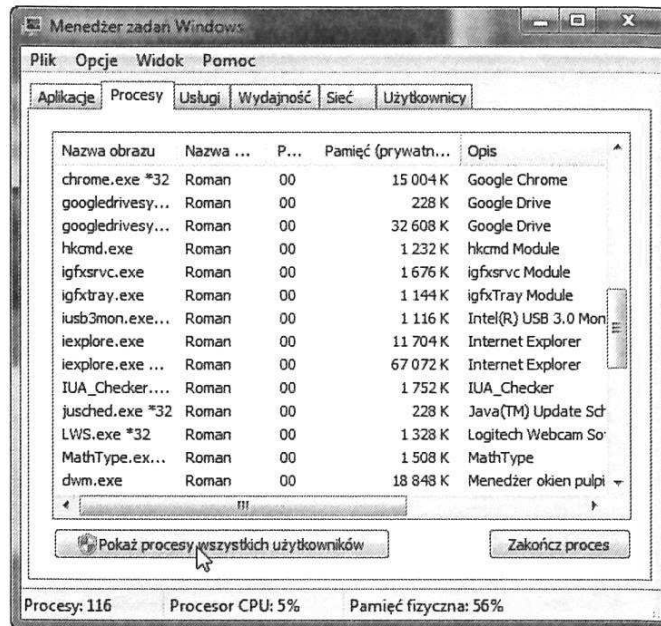 Menedżer zadań Windows
Plik Opcje Widok Pomoc
Aplikacje Procesy Usługi Wydajność Sieć Użytkownicy
Nazwa obrazu Nazwa ... P... Pamięć (prywatn... Opis
chrome.exe *32 Roman 00 15 004 K Google Chrome
googledrivesy... Roman 00 228 K Google Drive
googledrivesy... Roman 00 32 608 K Google Drive
hkcmd.exe Roman 00 1 232 K hkcmd Module
igfxsrvc.exe Roman 00 1 676 K igfxsrvc Module
igfxtray.exe Roman 00 1 144 K igfxTray Module
iusb3mon.exe... Roman 00 1 116 K Intel(R) USB 3.0 Mon
iexplore.exe Roman 00 11 704 K Internet Explorer
iexplore.exe ... Roman 00 67 072 K Internet Explorer
IUA_Checker.... Roman 00 1 752 K IUA_Checker
jusched.exe *32 Roman 00 228 K Java(TM) Update Sch
LWS.exe *32 Roman 00 1 328 K Logitech Webcam So
MathType.ex... Roman 00 1 508 K MathType
dwm.exe Roman 00 18 848 K Menedżer okien pulpi
Pokaż procesy wszystkich użytkowników Zakończ proces
Procesy: 116 Procesor CPU: 5% Pamięć fizyczna: 56%